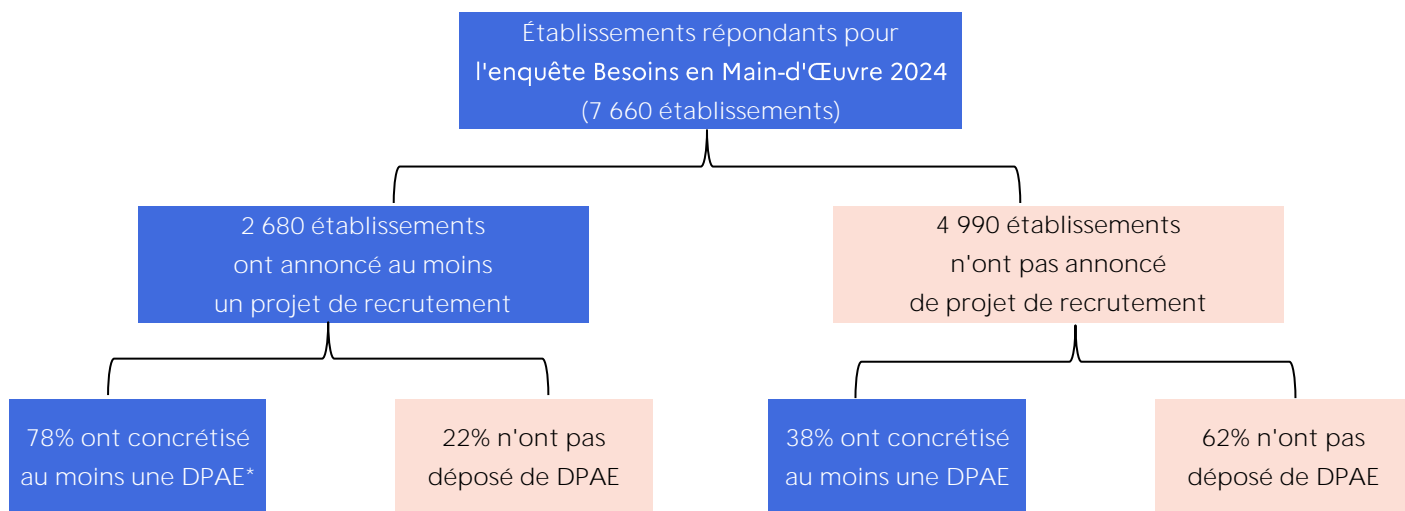 Établissements répondants pour
l'enquête Besoins en Main-d'Œuvre 2024
(7 660 établissements)
2 680 établissements
ont annoncé au moins
un projet de recrutement
4 990 établissements
n'ont pas annoncé
de projet de recrutement
78% ont concrétisé
au moins une DPAE*
22% n'ont pas
déposé de DPAE
38% ont concrétisé
au moins une DPAE
62% n'ont pas
déposé de DPAE